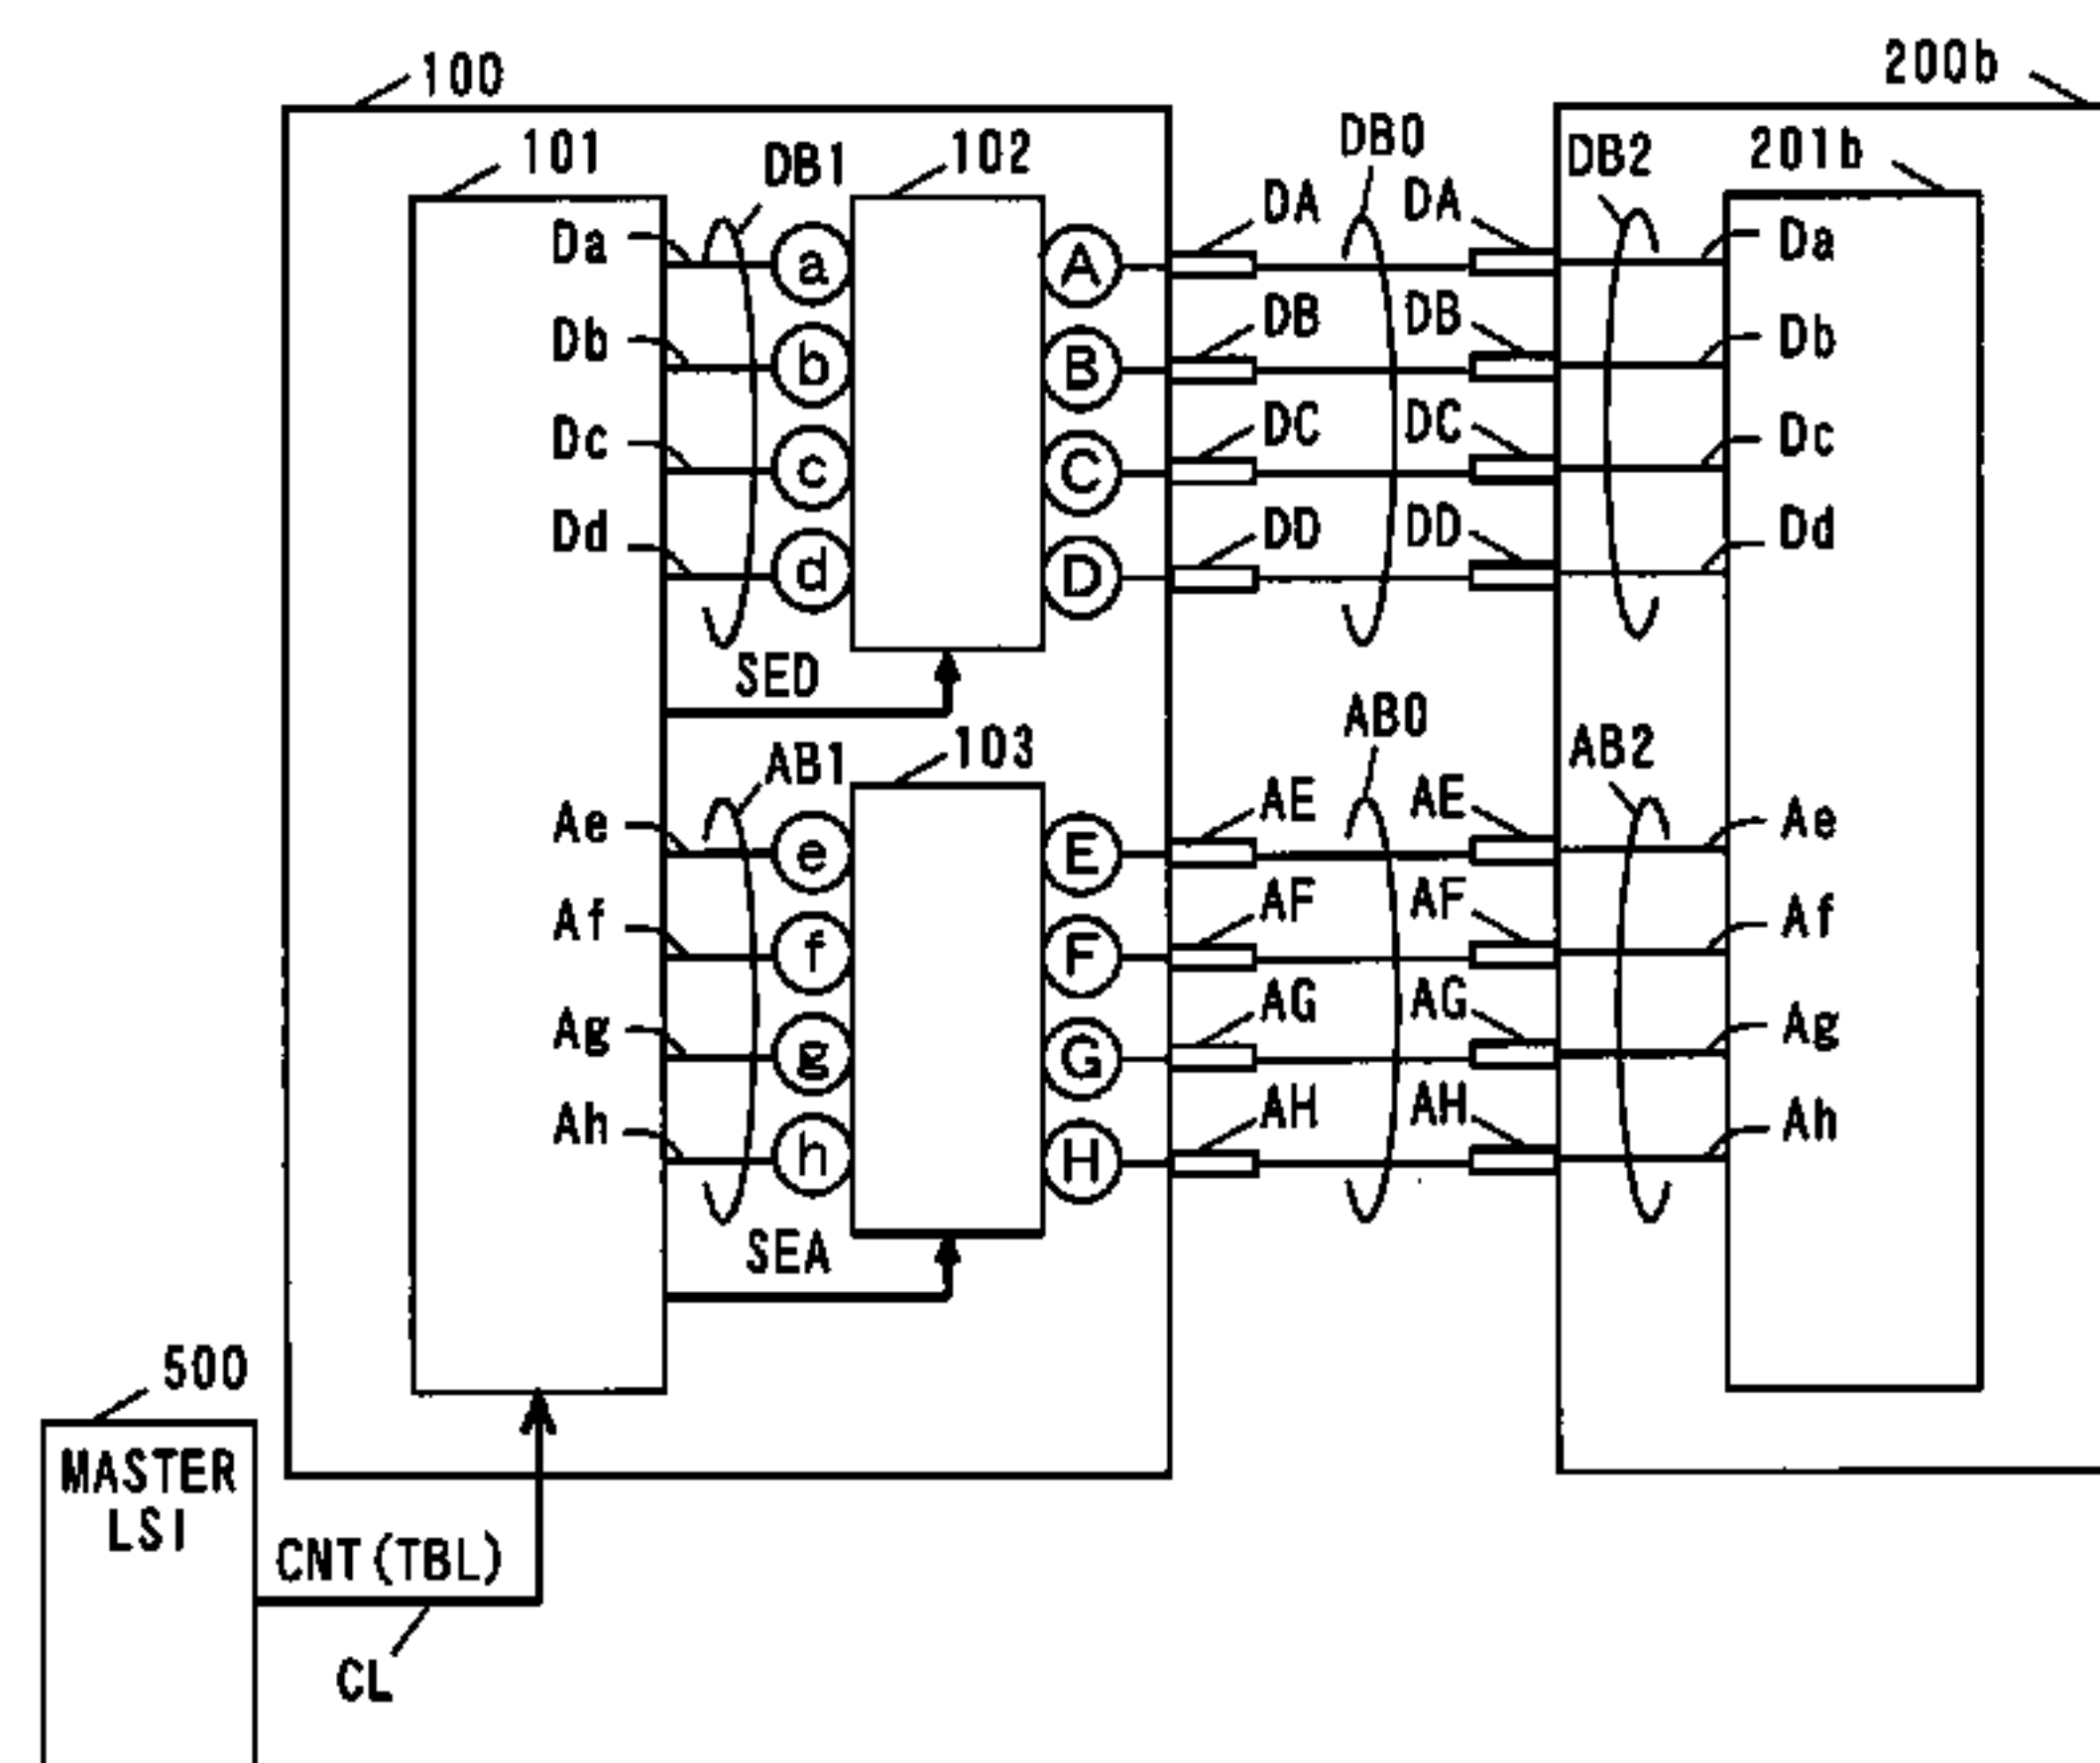 100
200b
101
DB1
102
DB0
DB2
201b
Da
a
A
DA
DA
Da
Db
b
B
DB
DB
Db
Dc
c
C
DC
DC
Dc
Dd
d
D
DD
DD
Dd
SED
AB1
103
AB0
AB2
Ae
e
E
AE
AE
Ae
Af
f
F
AF
AF
Af
Ag
g
G
AG
AG
Ag
Ah
h
H
AH
AH
Ah
SEA
500
MASTER
LSI
CNT(TBL)
CL